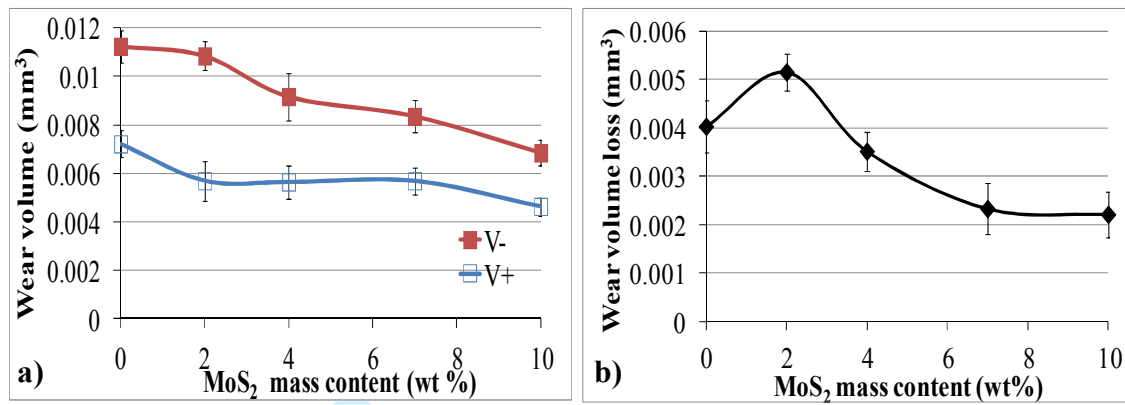 Wear volume (mm³)
0.012
0.01
0.008
0.006
0.004
0.002
0
V-
V+
0 2 4 6 8 10
a)
MoS₂ mass content (wt %)
Wear volume loss (mm³)
0.006
0.005
0.004
0.003
0.002
0.001
0.000
0 2 4 6 8 10
b)
MoS₂ mass content (wt%)